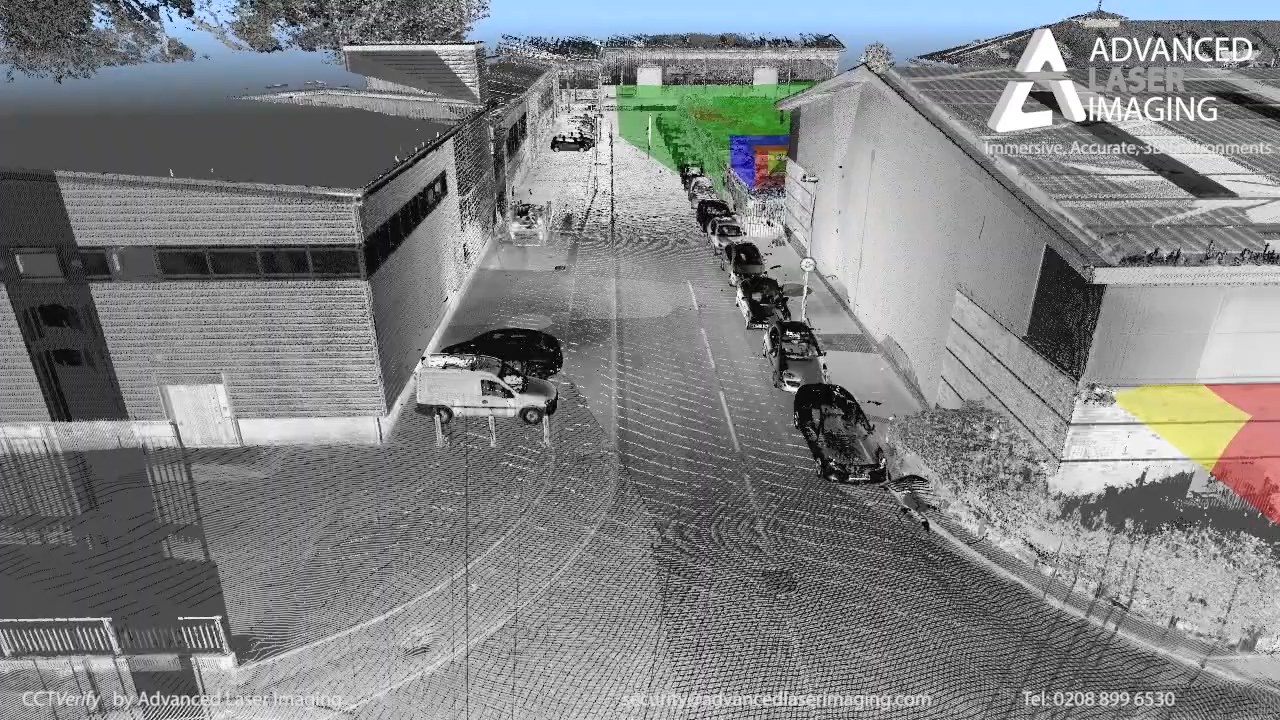 ADVANCED
LASER
IMAGING
Immersive, Accurate, 3D Environments
CCTVerify by Advanced Laser Imaging
security@advancedlaserimaging.com
Tel: 0208 899 6530